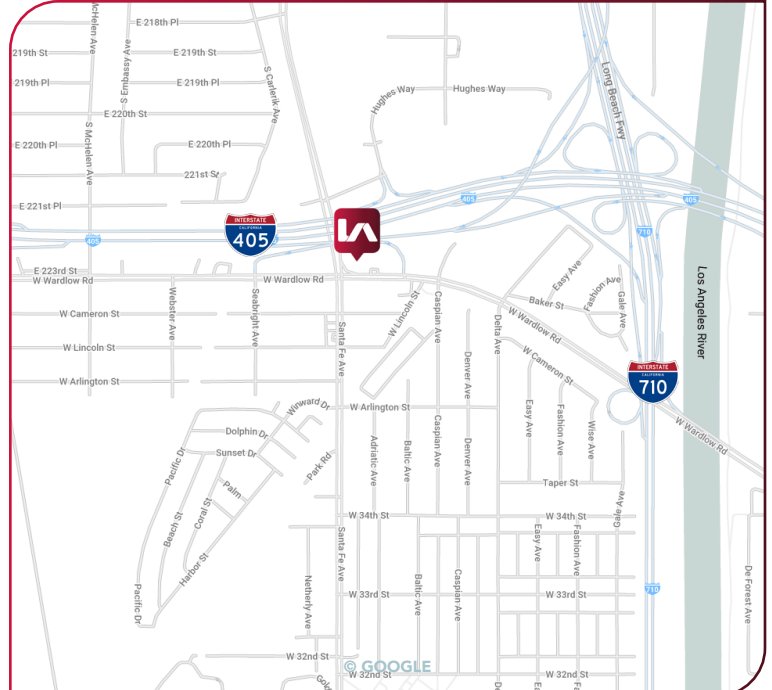 McHelen Ave
E 218th Pl
S Embassy Ave
219th St
E 219th St
S Carlerik Ave
219th Pl
E 219th Pl
Hughes Way
Hughes Way
Long Beach Fwy
E 220th St
S McHelen Ave
E 220th Pl
E 220th Pl
221st St
E 221st Pl
405
405
405
INTERSTATE
CALIFORNIA
405
LA
710
E 223rd St
W Wardlow Rd
W Wardlow Rd
Webster Ave
Seabright Ave
W Cameron St
W Lincoln St
W Arlington St
Santa Fe Ave
W Lincoln St
Caspian Ave
Delta Ave
Easy Ave
Fashion Ave
Gale Ave
Baker St
W Wardlow Rd
Los Angeles River
W Cameron St
INTERSTATE
CALIFORNIA
710
W Wardlow Rd
Denver Ave
Winward Dr
W Arlington St
Dolphin Dr
Sunset Dr
Pacific Dr
Park Rd
Palm
Coral St
Beach St
Harbor St
Pacific Dr
Adriatic Ave
Baltic Ave
Caspian Ave
Denver Ave
Easy Ave
Fashion Ave
Wise Ave
Taper St
Gale Ave
W 34th St
W 34th St
Santa Fe Ave
Easy Ave
Fashion Ave
Netherly Ave
Baltic Ave
Caspian Ave
W 33rd St
W 33rd St
710
De Forest Ave
W 32nd St
© GOOGLE
W 32nd St
W 32nd St